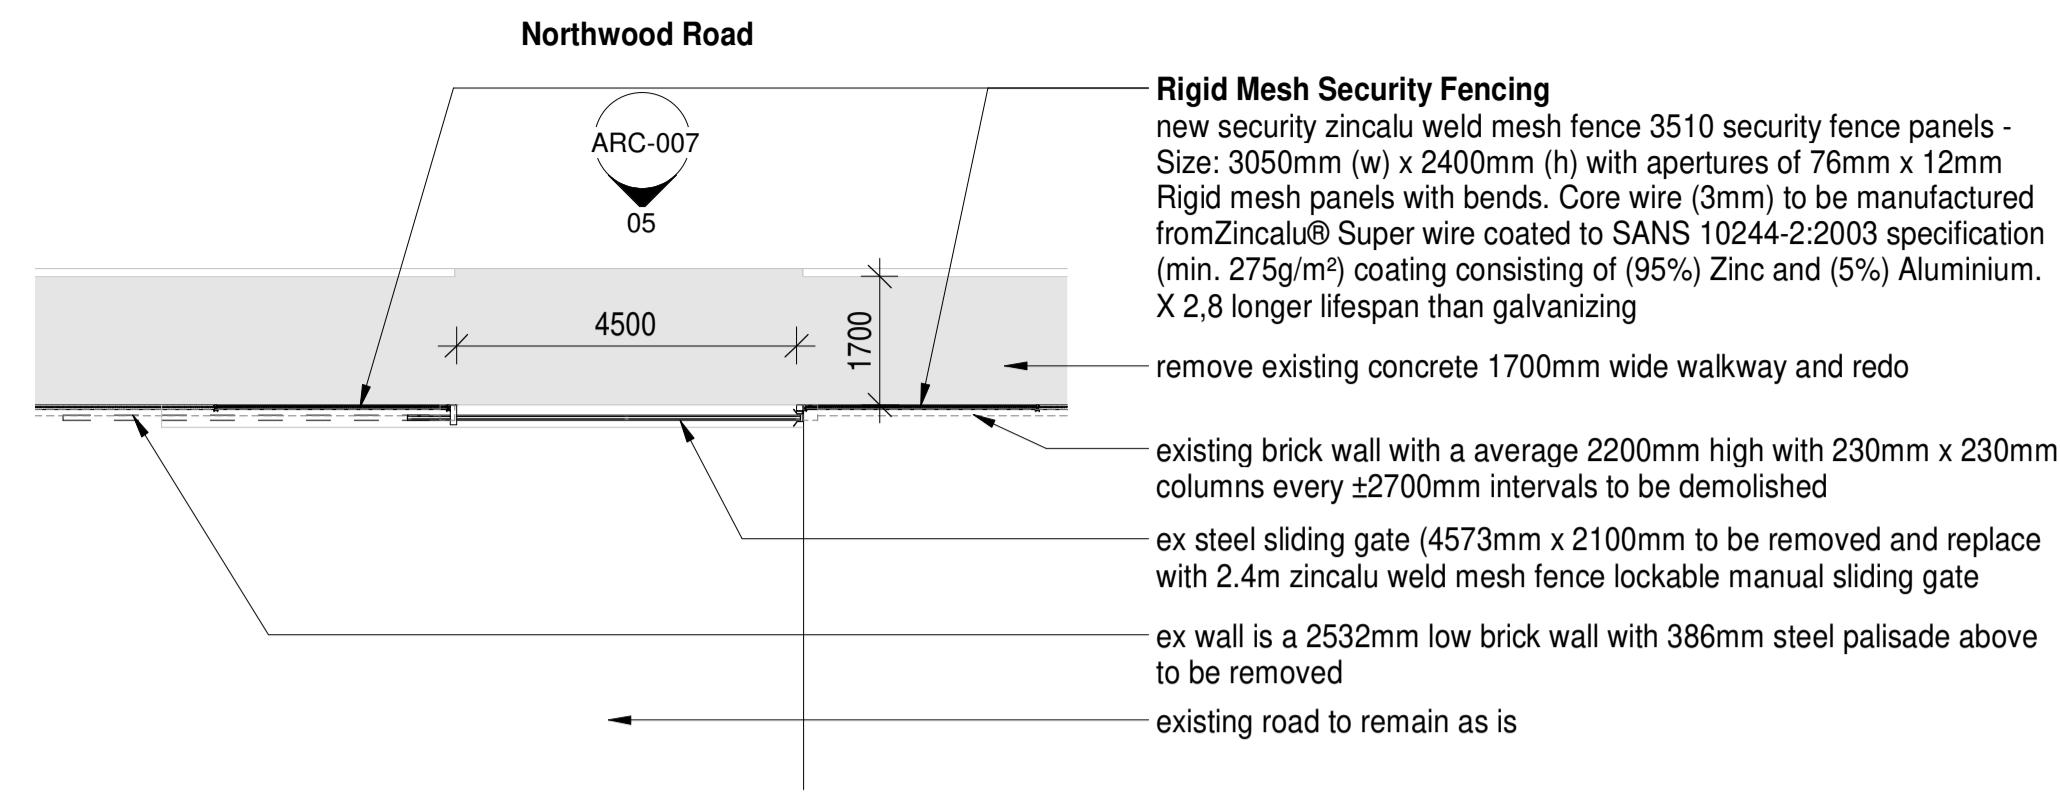 Northwood Road
ARC-007
05
4500
1700
Rigid Mesh Security Fencing
new security zincalu weld mesh fence 3510 security fence panels -
Size: 3050mm (w) x 2400mm (h) with apertures of 76mm x 12mm
Rigid mesh panels with bends. Core wire (3mm) to be manufactured
fromZincalu® Super wire coated to SANS 10244-2:2003 specification
(min. 275g/m²) coating consisting of (95%) Zinc and (5%) Aluminium.
X 2,8 longer lifespan than galvanizing
remove existing concrete 1700mm wide walkway and redo
existing brick wall with a average 2200mm high with 230mm x 230mm
columns every ±2700mm intervals to be demolished
ex steel sliding gate (4573mm x 2100mm to be removed and replace
with 2.4m zincalu weld mesh fence lockable manual sliding gate
ex wall is a 2532mm low brick wall with 386mm steel palisade above
to be removed
existing road to remain as is